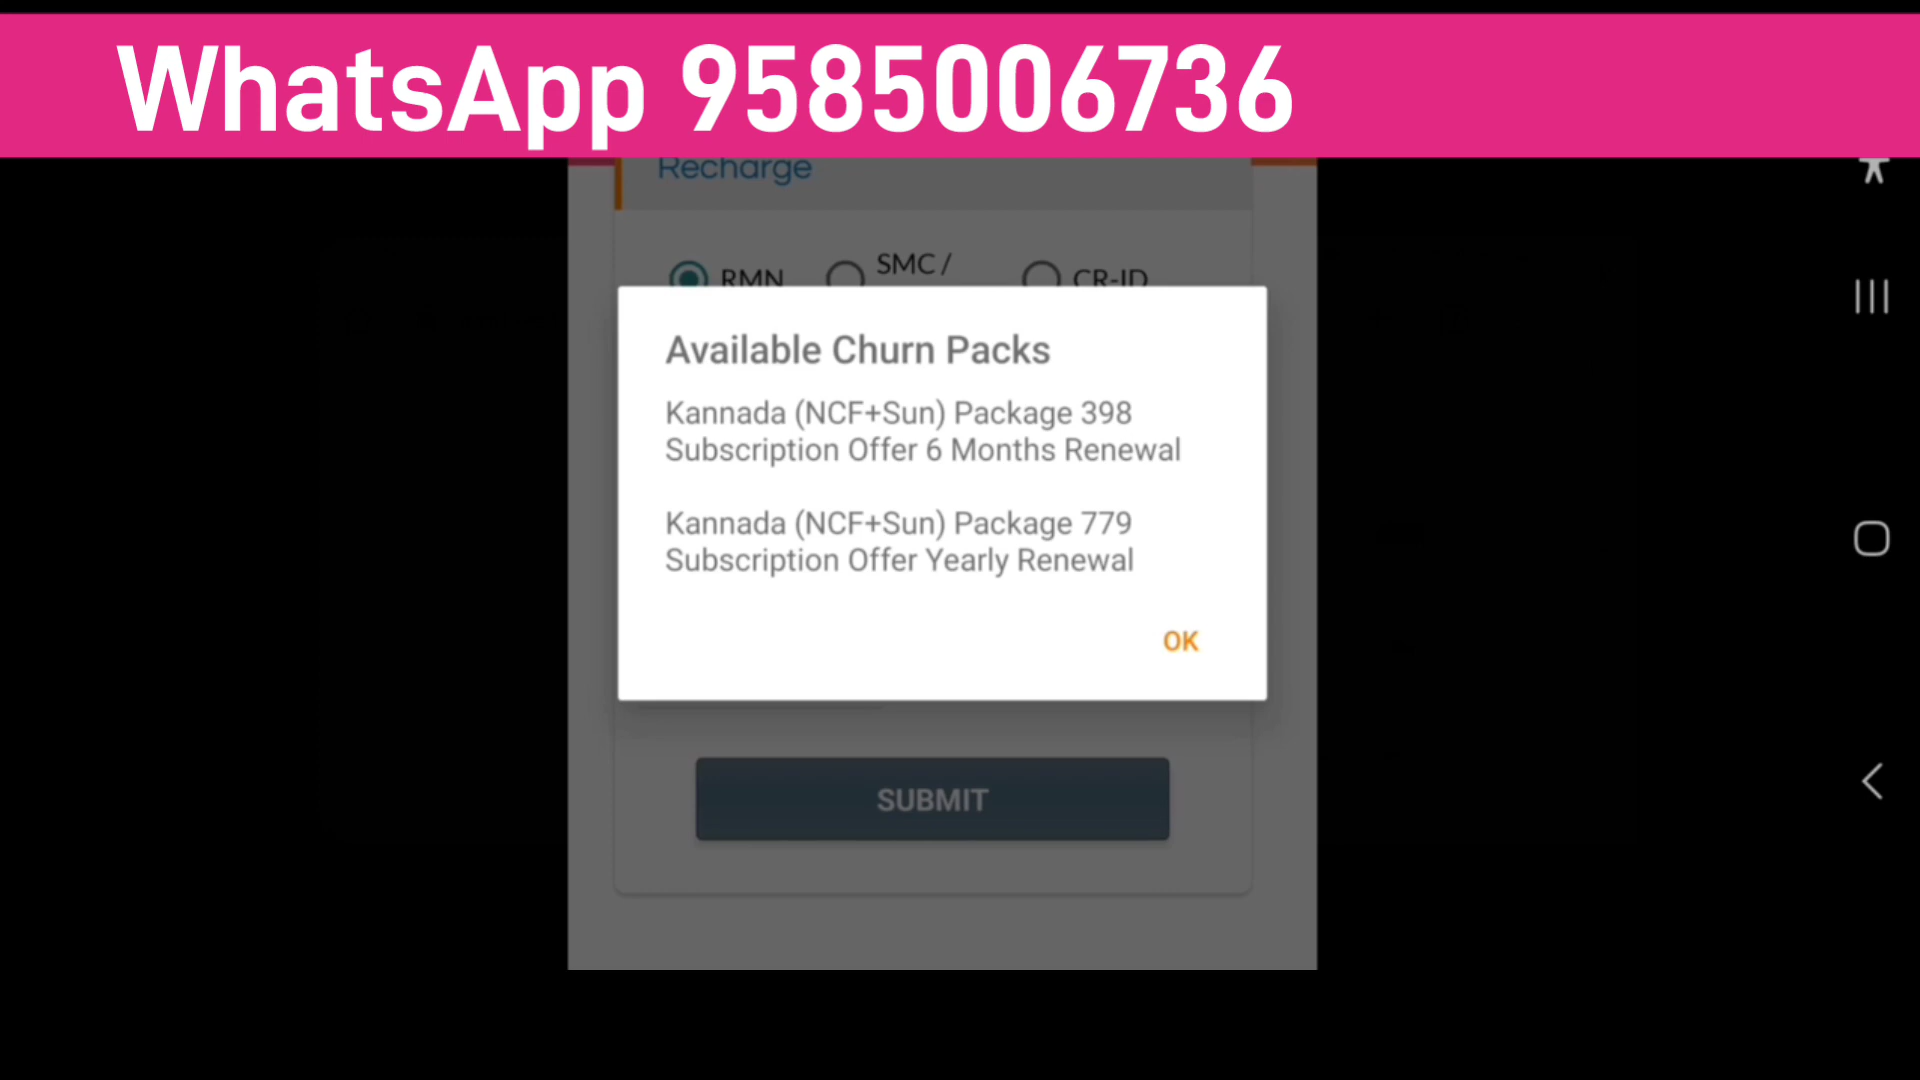 WhatsApp 9585006736
Recharge
RMN
SMC /
CR-ID
Available Churn Packs
Kannada (NCF+Sun) Package 398
Subscription Offer 6 Months Renewal
Kannada (NCF+Sun) Package 779
Subscription Offer Yearly Renewal
OK
SUBMIT